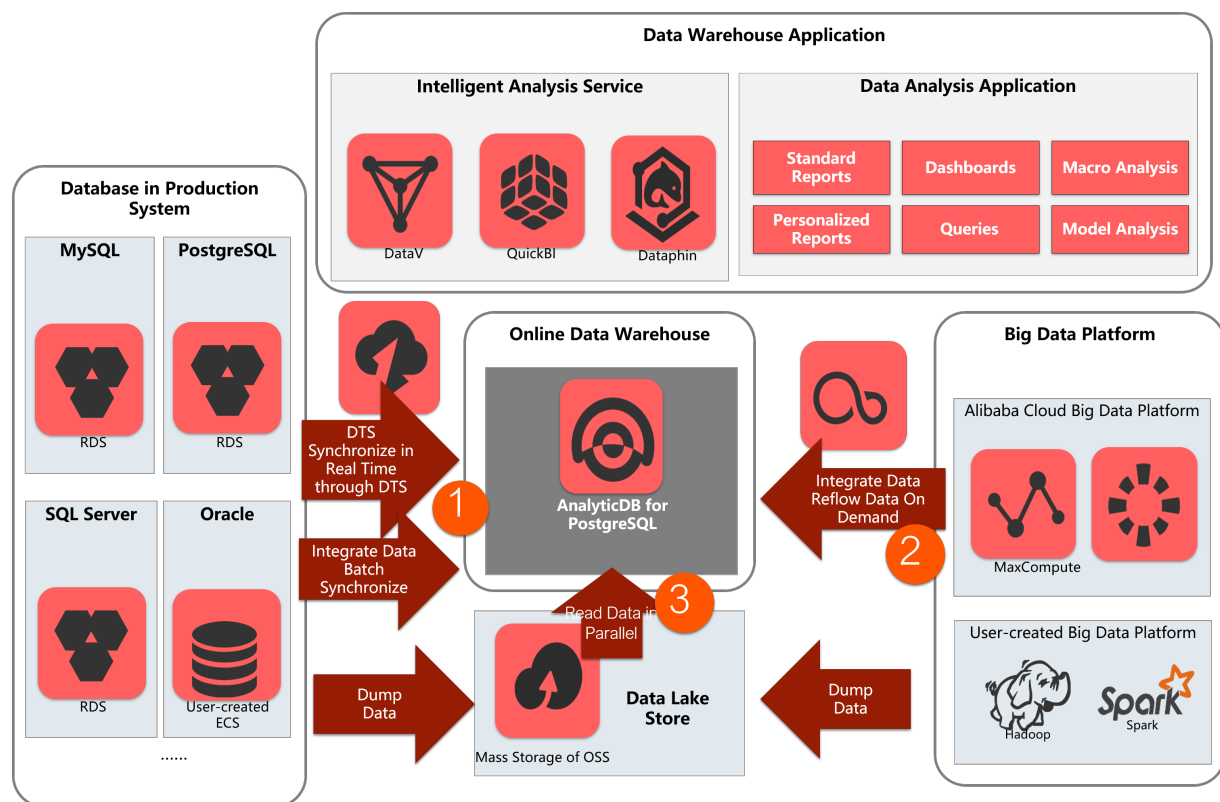 Data Warehouse Application
Intelligent Analysis Service
DataV
QuickBI
Dataphin
Data Analysis Application
Standard
Reports
Dashboards
Macro Analysis
Personalized
Reports
Queries
Model Analysis
Database in Production
System
MySQL
RDS
PostgreSQL
RDS
SQL Server
RDS
Oracle
User-created
ECS
......
DTS
Synchronize in
Real Time
through DTS
1
Integrate Data
Batch
Synchronize
Dump
Data
Online Data Warehouse
AnalyticDB for
PostgreSQL
3
Read Data in
Parallel
Data Lake
Store
Mass Storage of OSS
Integrate Data
Reflow Data On
Demand
2
Dump
Data
Big Data Platform
Alibaba Cloud Big Data Platform
MaxCompute
User-created Big Data Platform
Hadoop
Spark
Spark